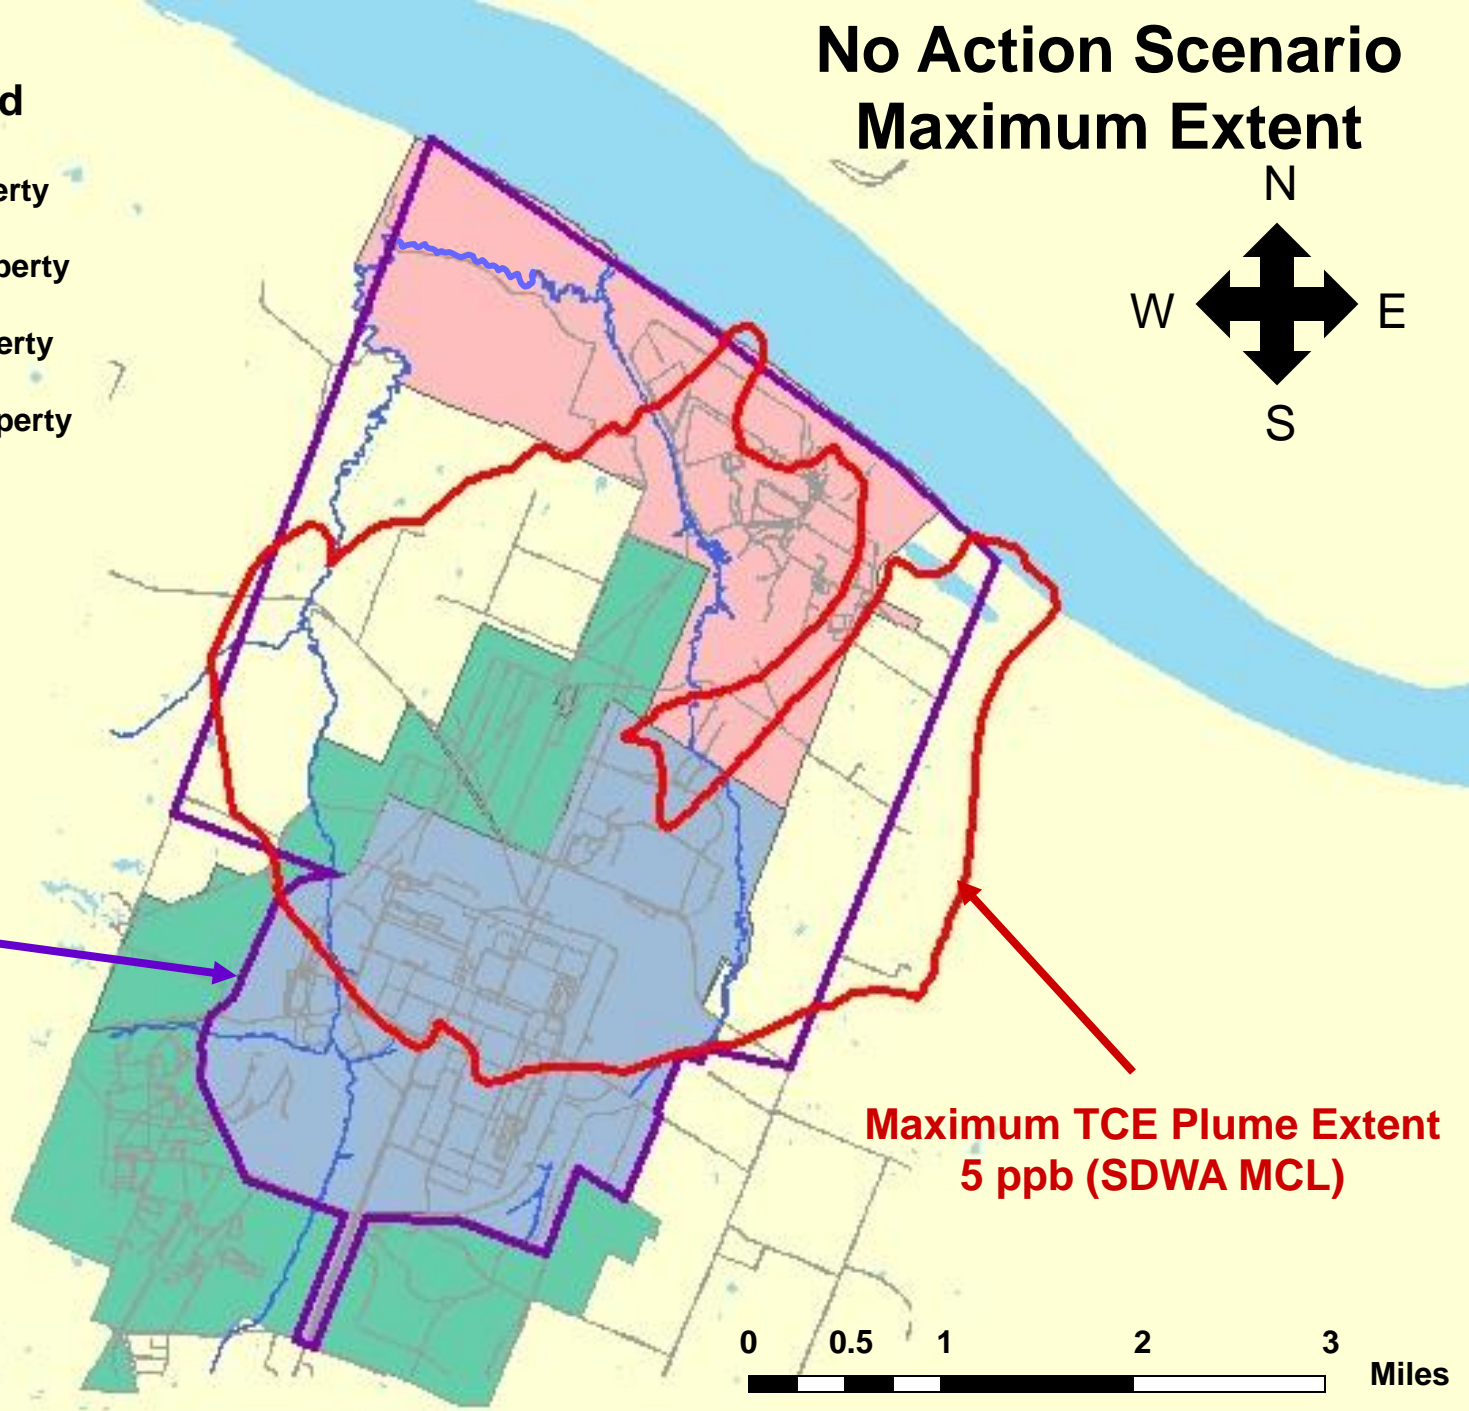 No Action Scenario
Maximum Extent
d
erty
perty
erty
perty
N
W E
S
Maximum TCE Plume Extent
5 ppb (SDWA MCL)
0 0.5 1 2 3
Miles